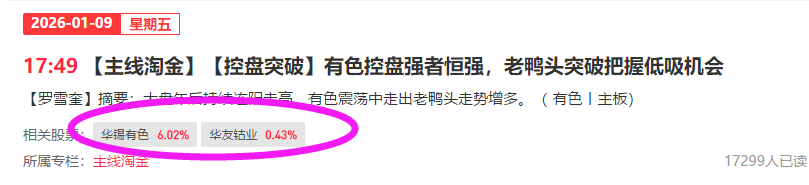 2026-01-09 星期五
17:49 【主线淘金】【控盘突破】有色控盘强者恒强，老鸭头突破把握低吸机会
【罗雪奎】摘要：大盘年后持续连阳走高，有色震荡中走出老鸭头走势增多。（有色丨主板）
相关股票： 华锡有色 6.02% 华友钴业 0.43%
所属专栏：主线淘金 17299人已读